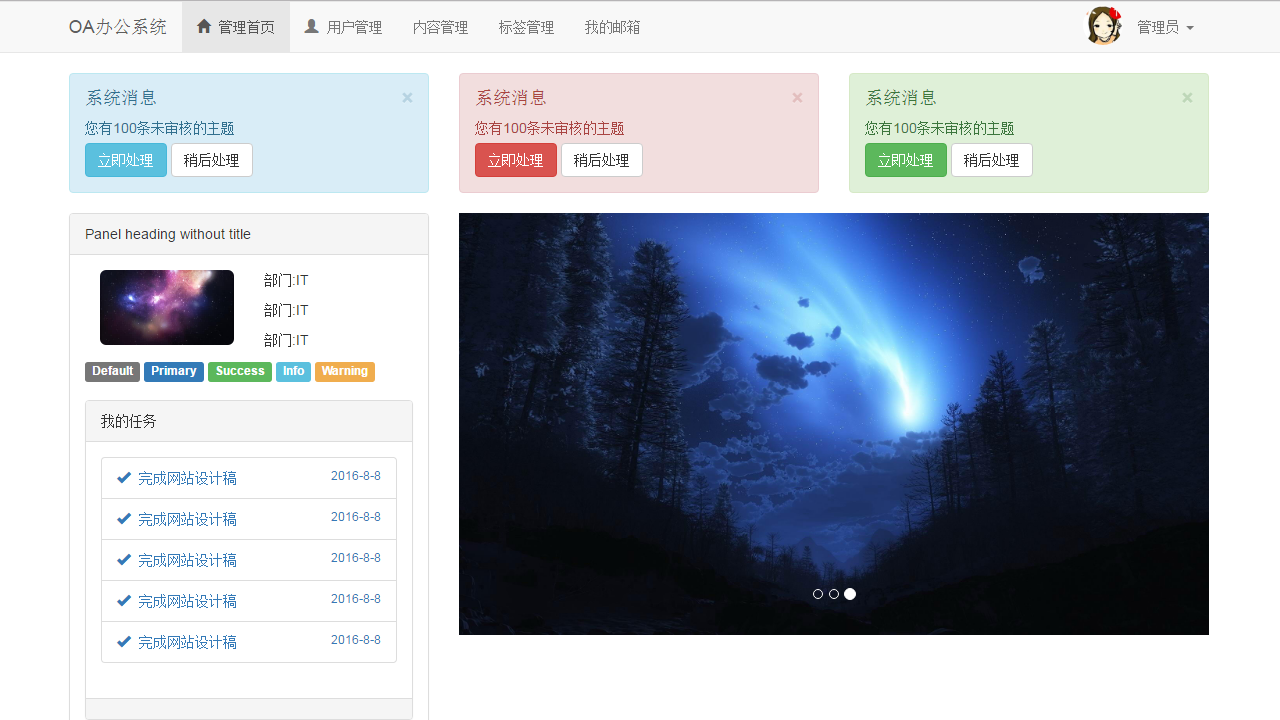 OA办公系统 管理首页 用户管理 内容管理 标签管理 我的邮箱 管理员
系统消息 ×
您有100条未审核的主题
立即处理 稍后处理
系统消息 ×
您有100条未审核的主题
立即处理 稍后处理
系统消息 ×
您有100条未审核的主题
立即处理 稍后处理
Panel heading without title
部门:IT
部门:IT
部门:IT
Default Primary Success Info Warning
我的任务
完成网站设计稿 2016-8-8
完成网站设计稿 2016-8-8
完成网站设计稿 2016-8-8
完成网站设计稿 2016-8-8
完成网站设计稿 2016-8-8